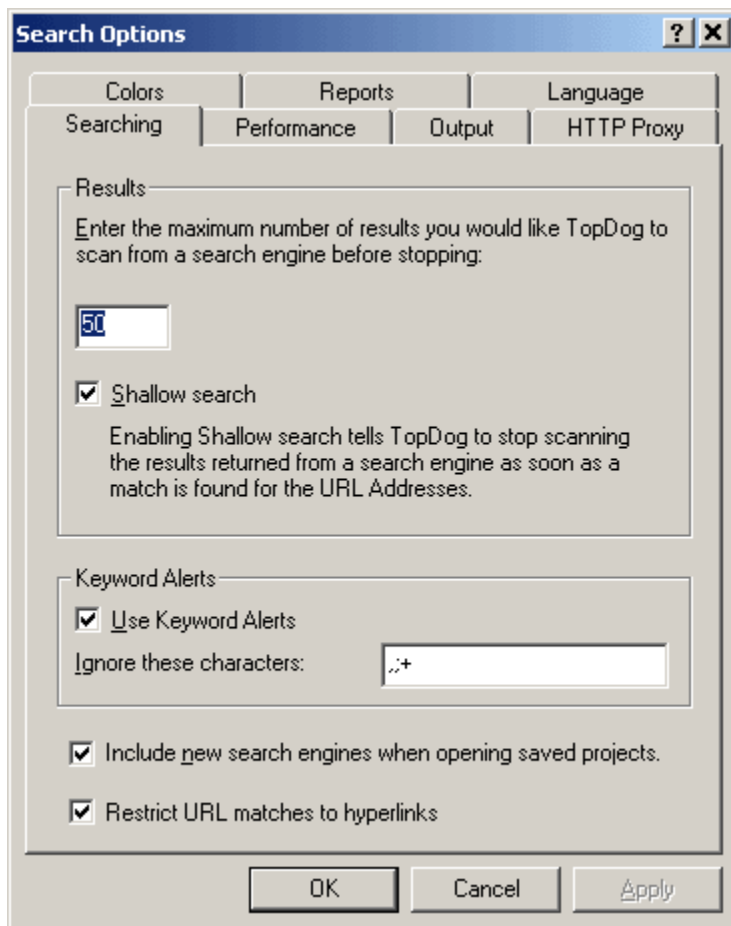 Search Options
Colors Reports Language
Searching Performance Output HTTP Proxy
Results
Enter the maximum number of results you would like TopDog to
scan from a search engine before stopping:
50
Shallow search
Enabling Shallow search tells TopDog to stop scanning
the results returned from a search engine as soon as a
match is found for the URL Addresses.
Keyword Alerts
Use Keyword Alerts
Ignore these characters: ,;+
Include new search engines when opening saved projects.
Restrict URL matches to hyperlinks
OK Cancel Apply